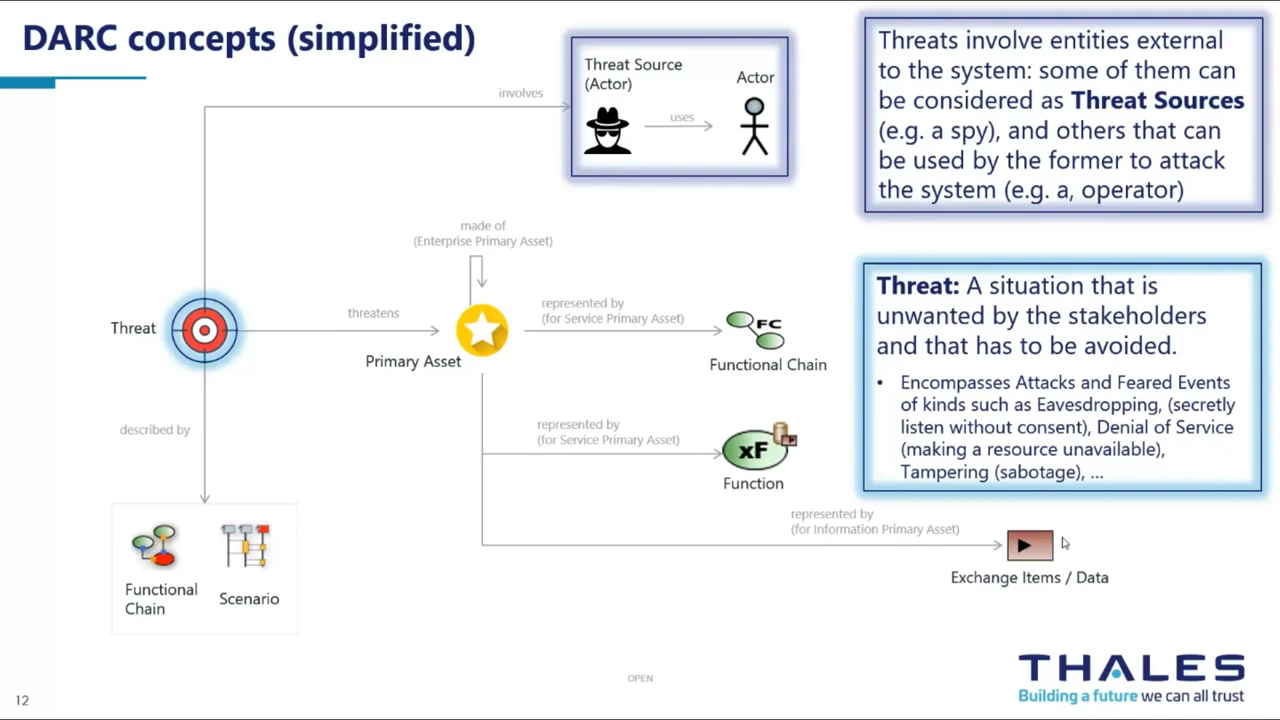 DARC concepts (simplified)
Threat Source
(Actor)
Actor
involves
uses
Threats involve entities external
to the system: some of them can
be considered as Threat Sources
(e.g. a spy), and others that can
be used by the former to attack
the system (e.g. a, operator)
made of
(Enterprise Primary Asset)
Threat
threatens
Primary Asset
represented by
(for Service Primary Asset)
FC
Functional Chain
Threat: A situation that is
unwanted by the stakeholders
and that has to be avoided.
• Encompasses Attacks and Feared Events
of kinds such as Eavesdropping, (secretly
listen without consent), Denial of Service
(making a resource unavailable),
Tampering (sabotage), ...
described by
represented by
(for Service Primary Asset)
xF
Function
represented by
(for Information Primary Asset)
Exchange Items / Data
Functional
Chain
Scenario
THALES
Building a future we can all trust
OPEN
12